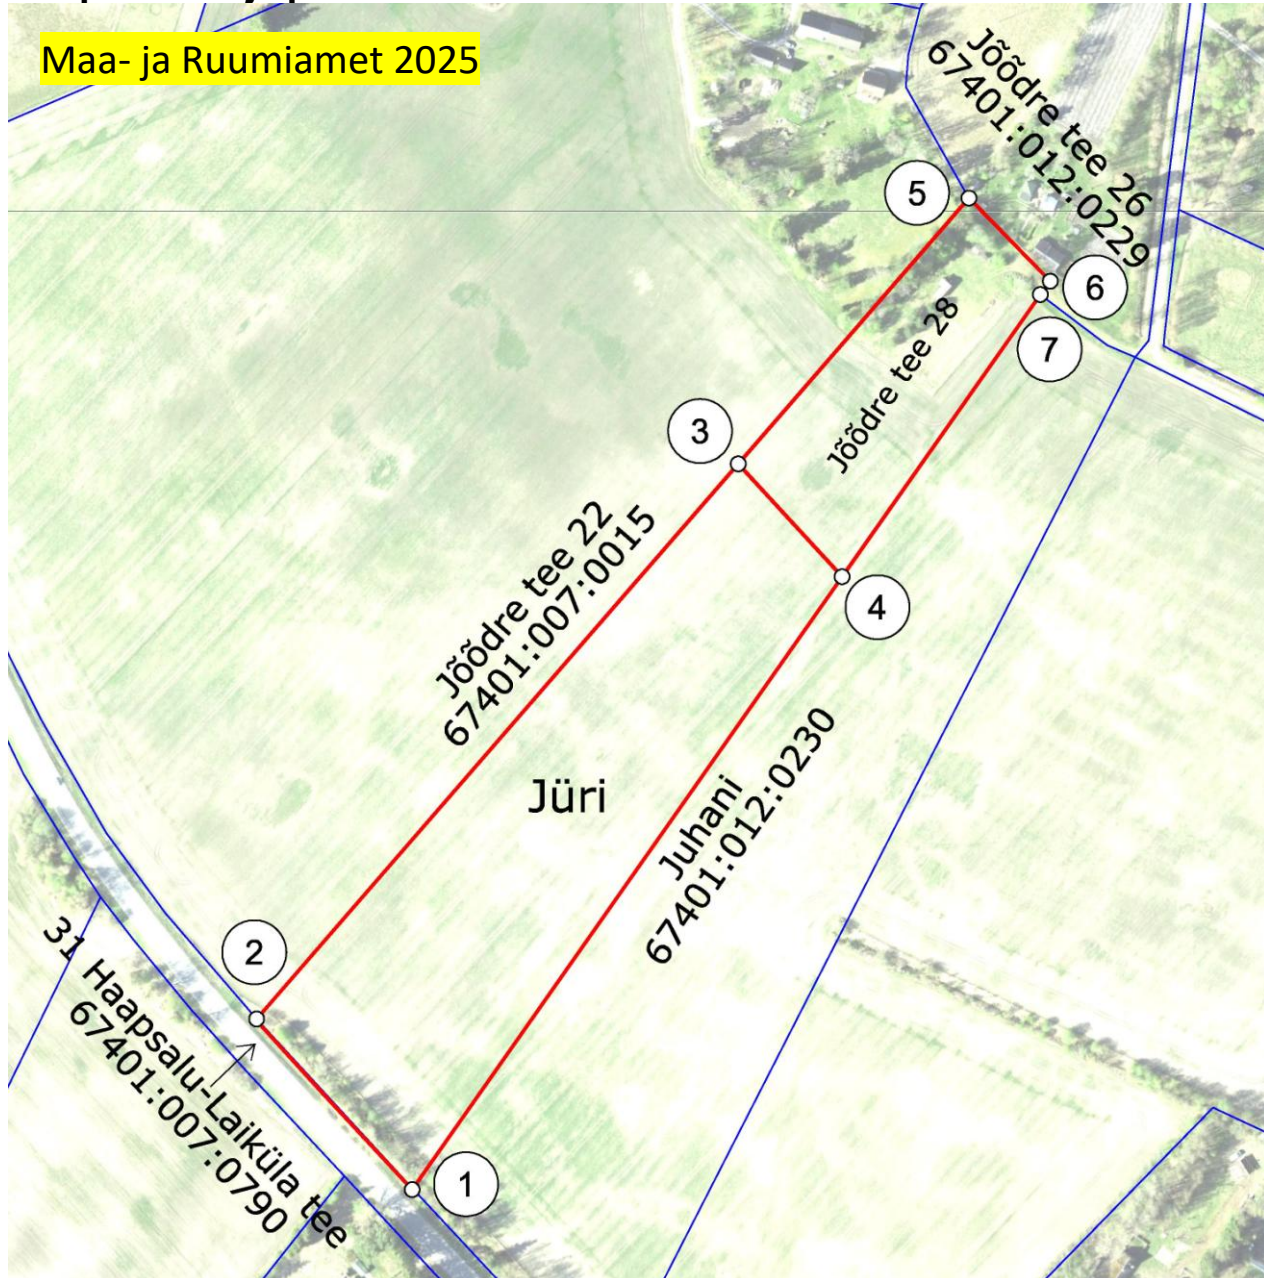 Maa- ja Ruumiamet 2025
Jõõdre tee 26
67401:012:0229
5
6
7
Jõõdre tee 28
3
Jõõdre tee 22
67401:007:0015
4
Jüri
Juhani
67401:012:0230
2
31 Haapsalu-Laiküla tee
67401:007:0790
1